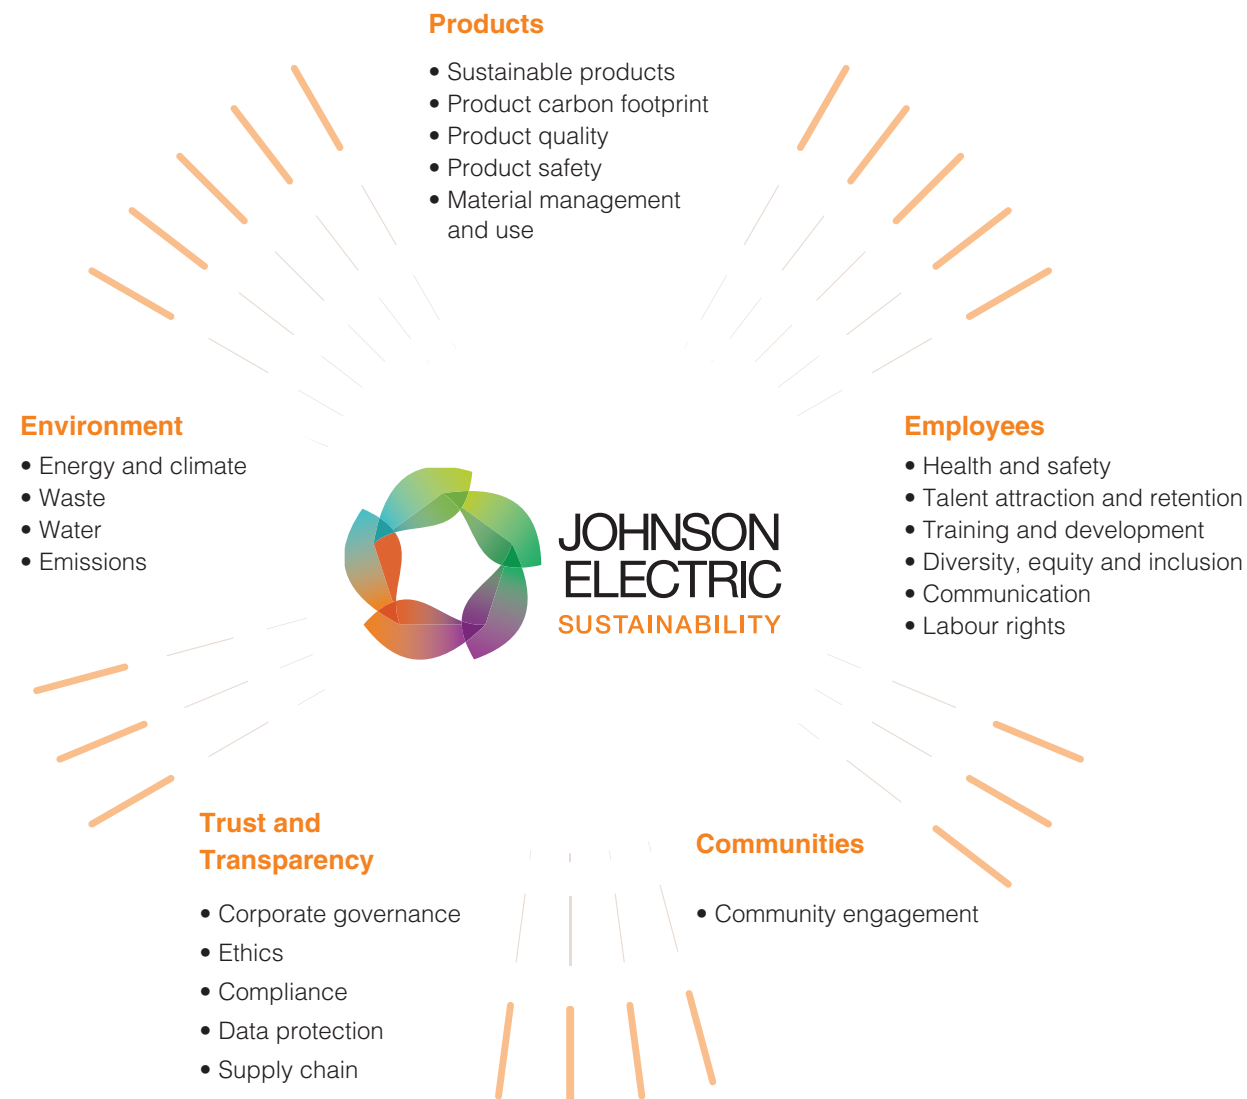 Products
• Sustainable products
• Product carbon footprint
• Product quality
• Product safety
• Material management
and use
Environment
• Energy and climate
• Waste
• Water
• Emissions
JOHNSON
ELECTRIC
SUSTAINABILITY
Employees
• Health and safety
• Talent attraction and retention
• Training and development
• Diversity, equity and inclusion
• Communication
• Labour rights
Trust and
Transparency
• Corporate governance
• Ethics
• Compliance
• Data protection
• Supply chain
Communities
• Community engagement